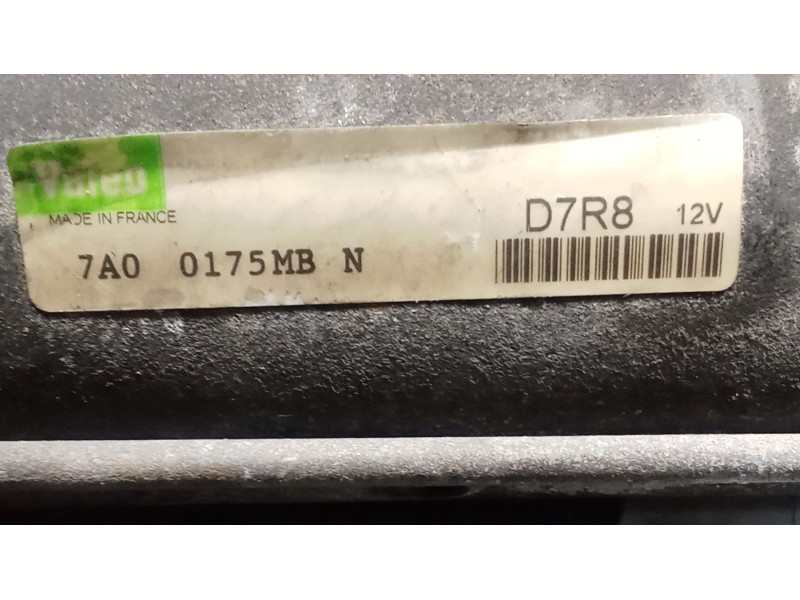 Valeo
MADE IN FRANCE
7A0 0175MB N
D7R8 12V